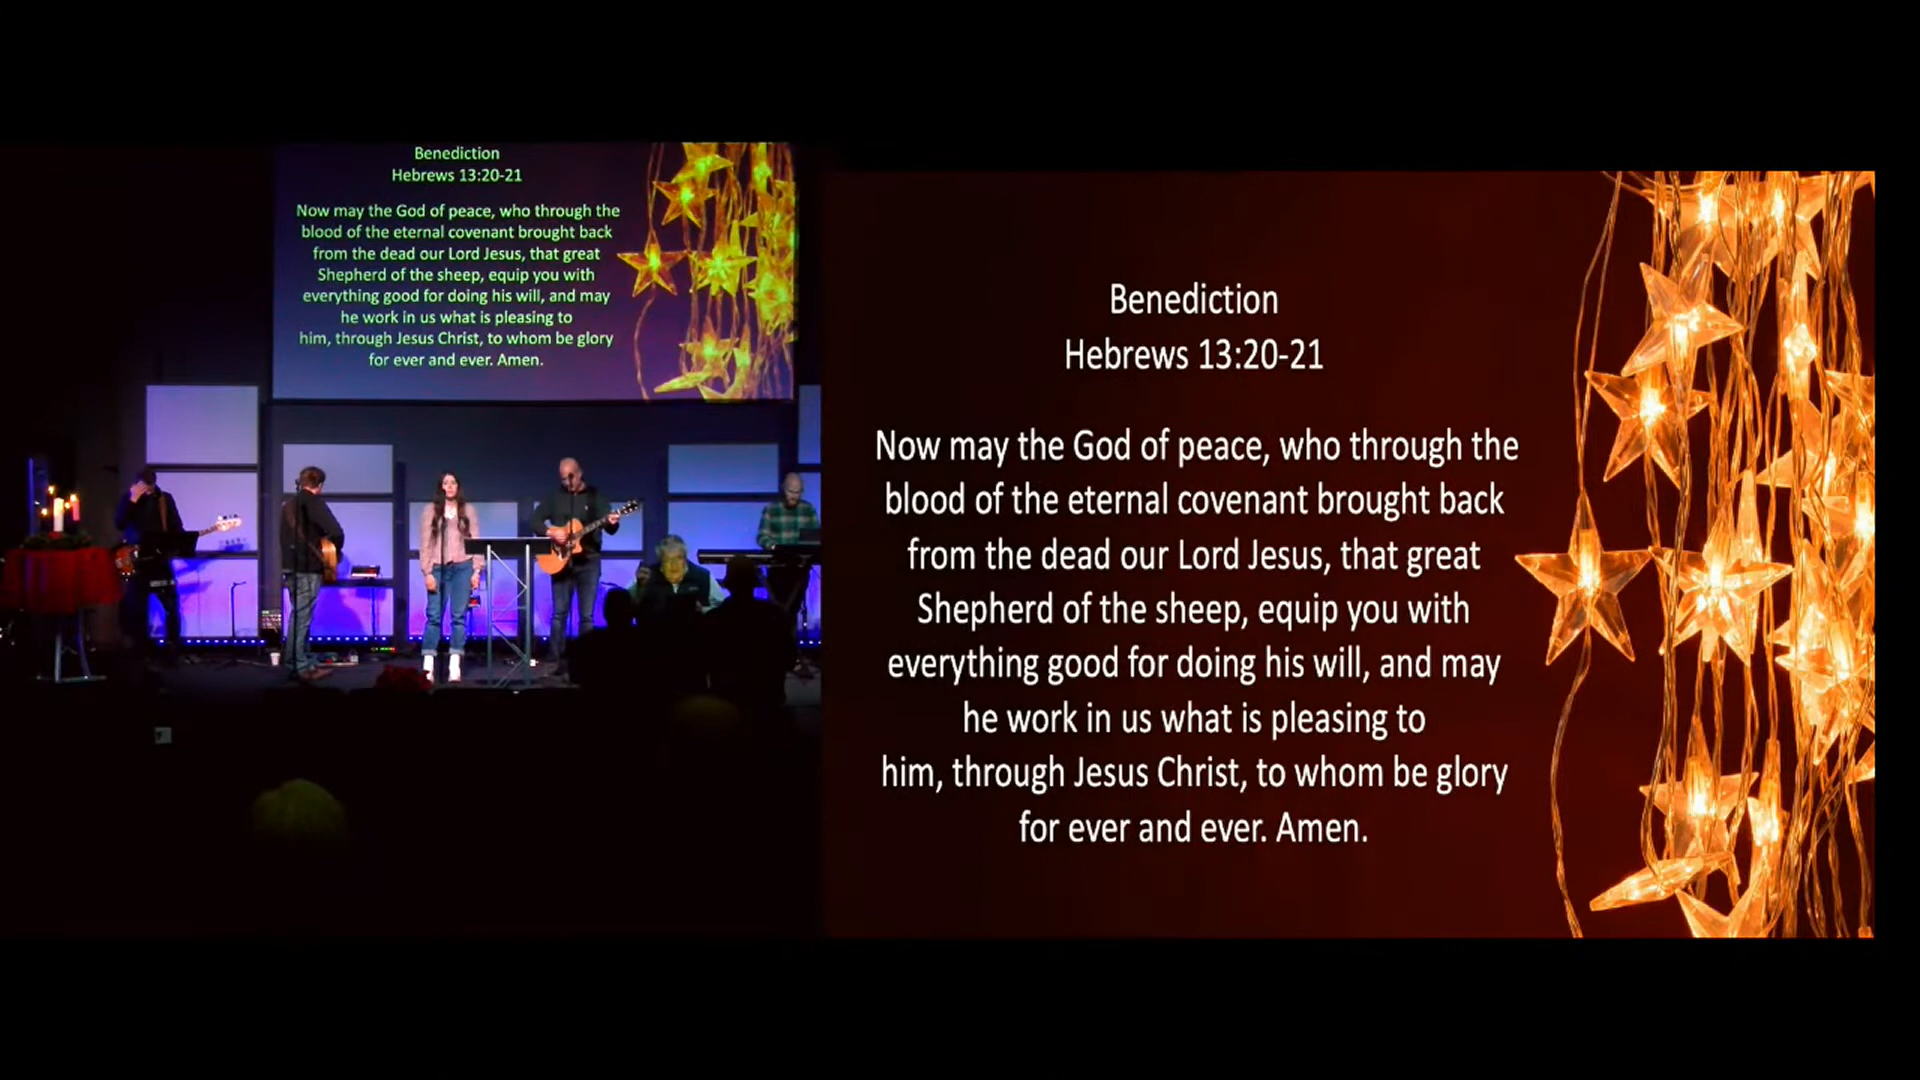 Benediction
Hebrews 13:20-21
Now may the God of peace, who through the
blood of the eternal covenant brought back
from the dead our Lord Jesus, that great
Shepherd of the sheep, equip you with
everything good for doing his will, and may
he work in us what is pleasing to
him, through Jesus Christ, to whom be glory
for ever and ever. Amen.
Benediction
Hebrews 13:20-21
Now may the God of peace, who through the
blood of the eternal covenant brought back
from the dead our Lord Jesus, that great
Shepherd of the sheep, equip you with
everything good for doing his will, and may
he work in us what is pleasing to
him, through Jesus Christ, to whom be glory
for ever and ever. Amen.